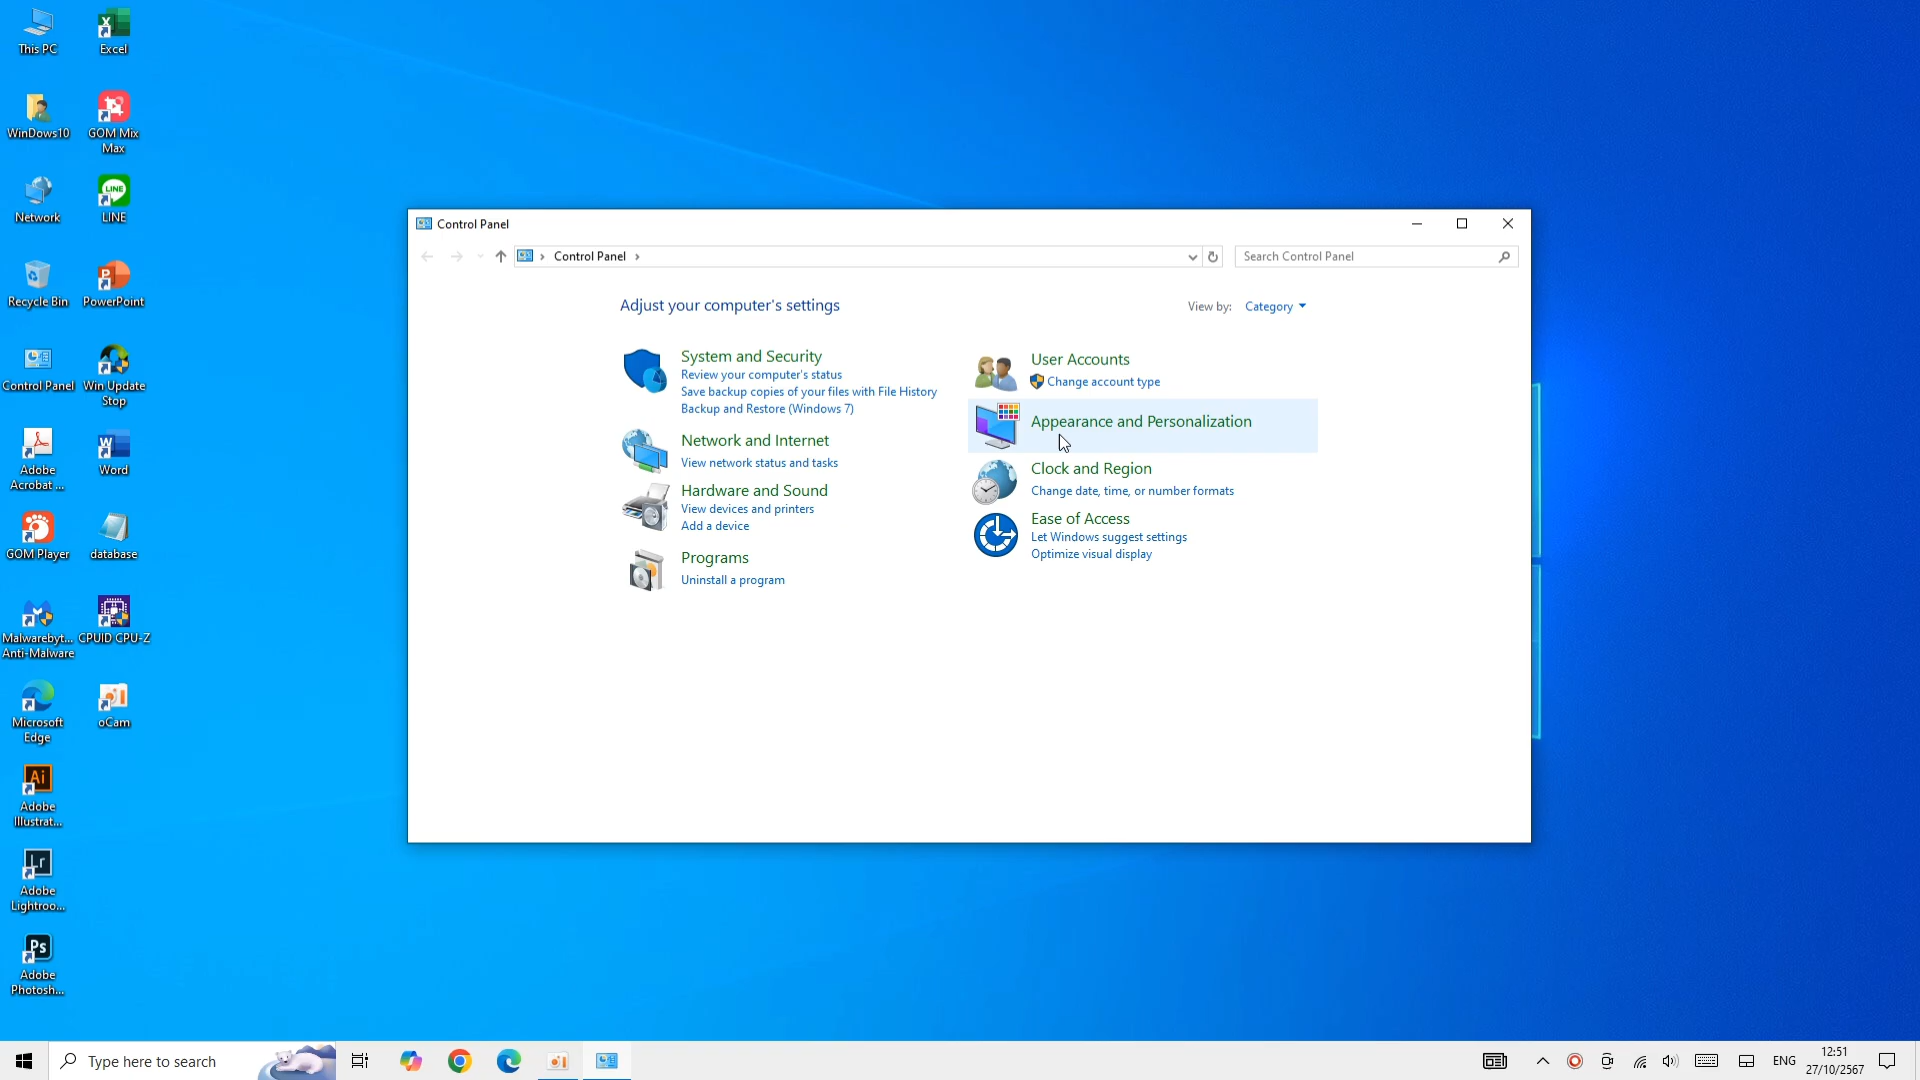 This PC
Excel
WinDows10
GOM Mix
Max
Network
LINE
LINE
Recycle Bin
PowerPoint
Control Panel
Win Update
Stop
Adobe
Acrobat ...
Word
GOM Player
database
Malwarebyt...
Anti-Malware
CPUID CPU-Z
Microsoft
Edge
oCam
Ai
Adobe
Illustrat...
Lr
Adobe
Lightroo...
Ps
Adobe
Photosh...
Control Panel
Control Panel
Search Control Panel
Adjust your computer's settings
View by: Category
System and Security
Review your computer's status
Save backup copies of your files with File History
Backup and Restore (Windows 7)
Network and Internet
View network status and tasks
Hardware and Sound
View devices and printers
Add a device
Programs
Uninstall a program
User Accounts
Change account type
Appearance and Personalization
Clock and Region
Change date, time, or number formats
Ease of Access
Let Windows suggest settings
Optimize visual display
Type here to search
ENG
12:51
27/10/2567